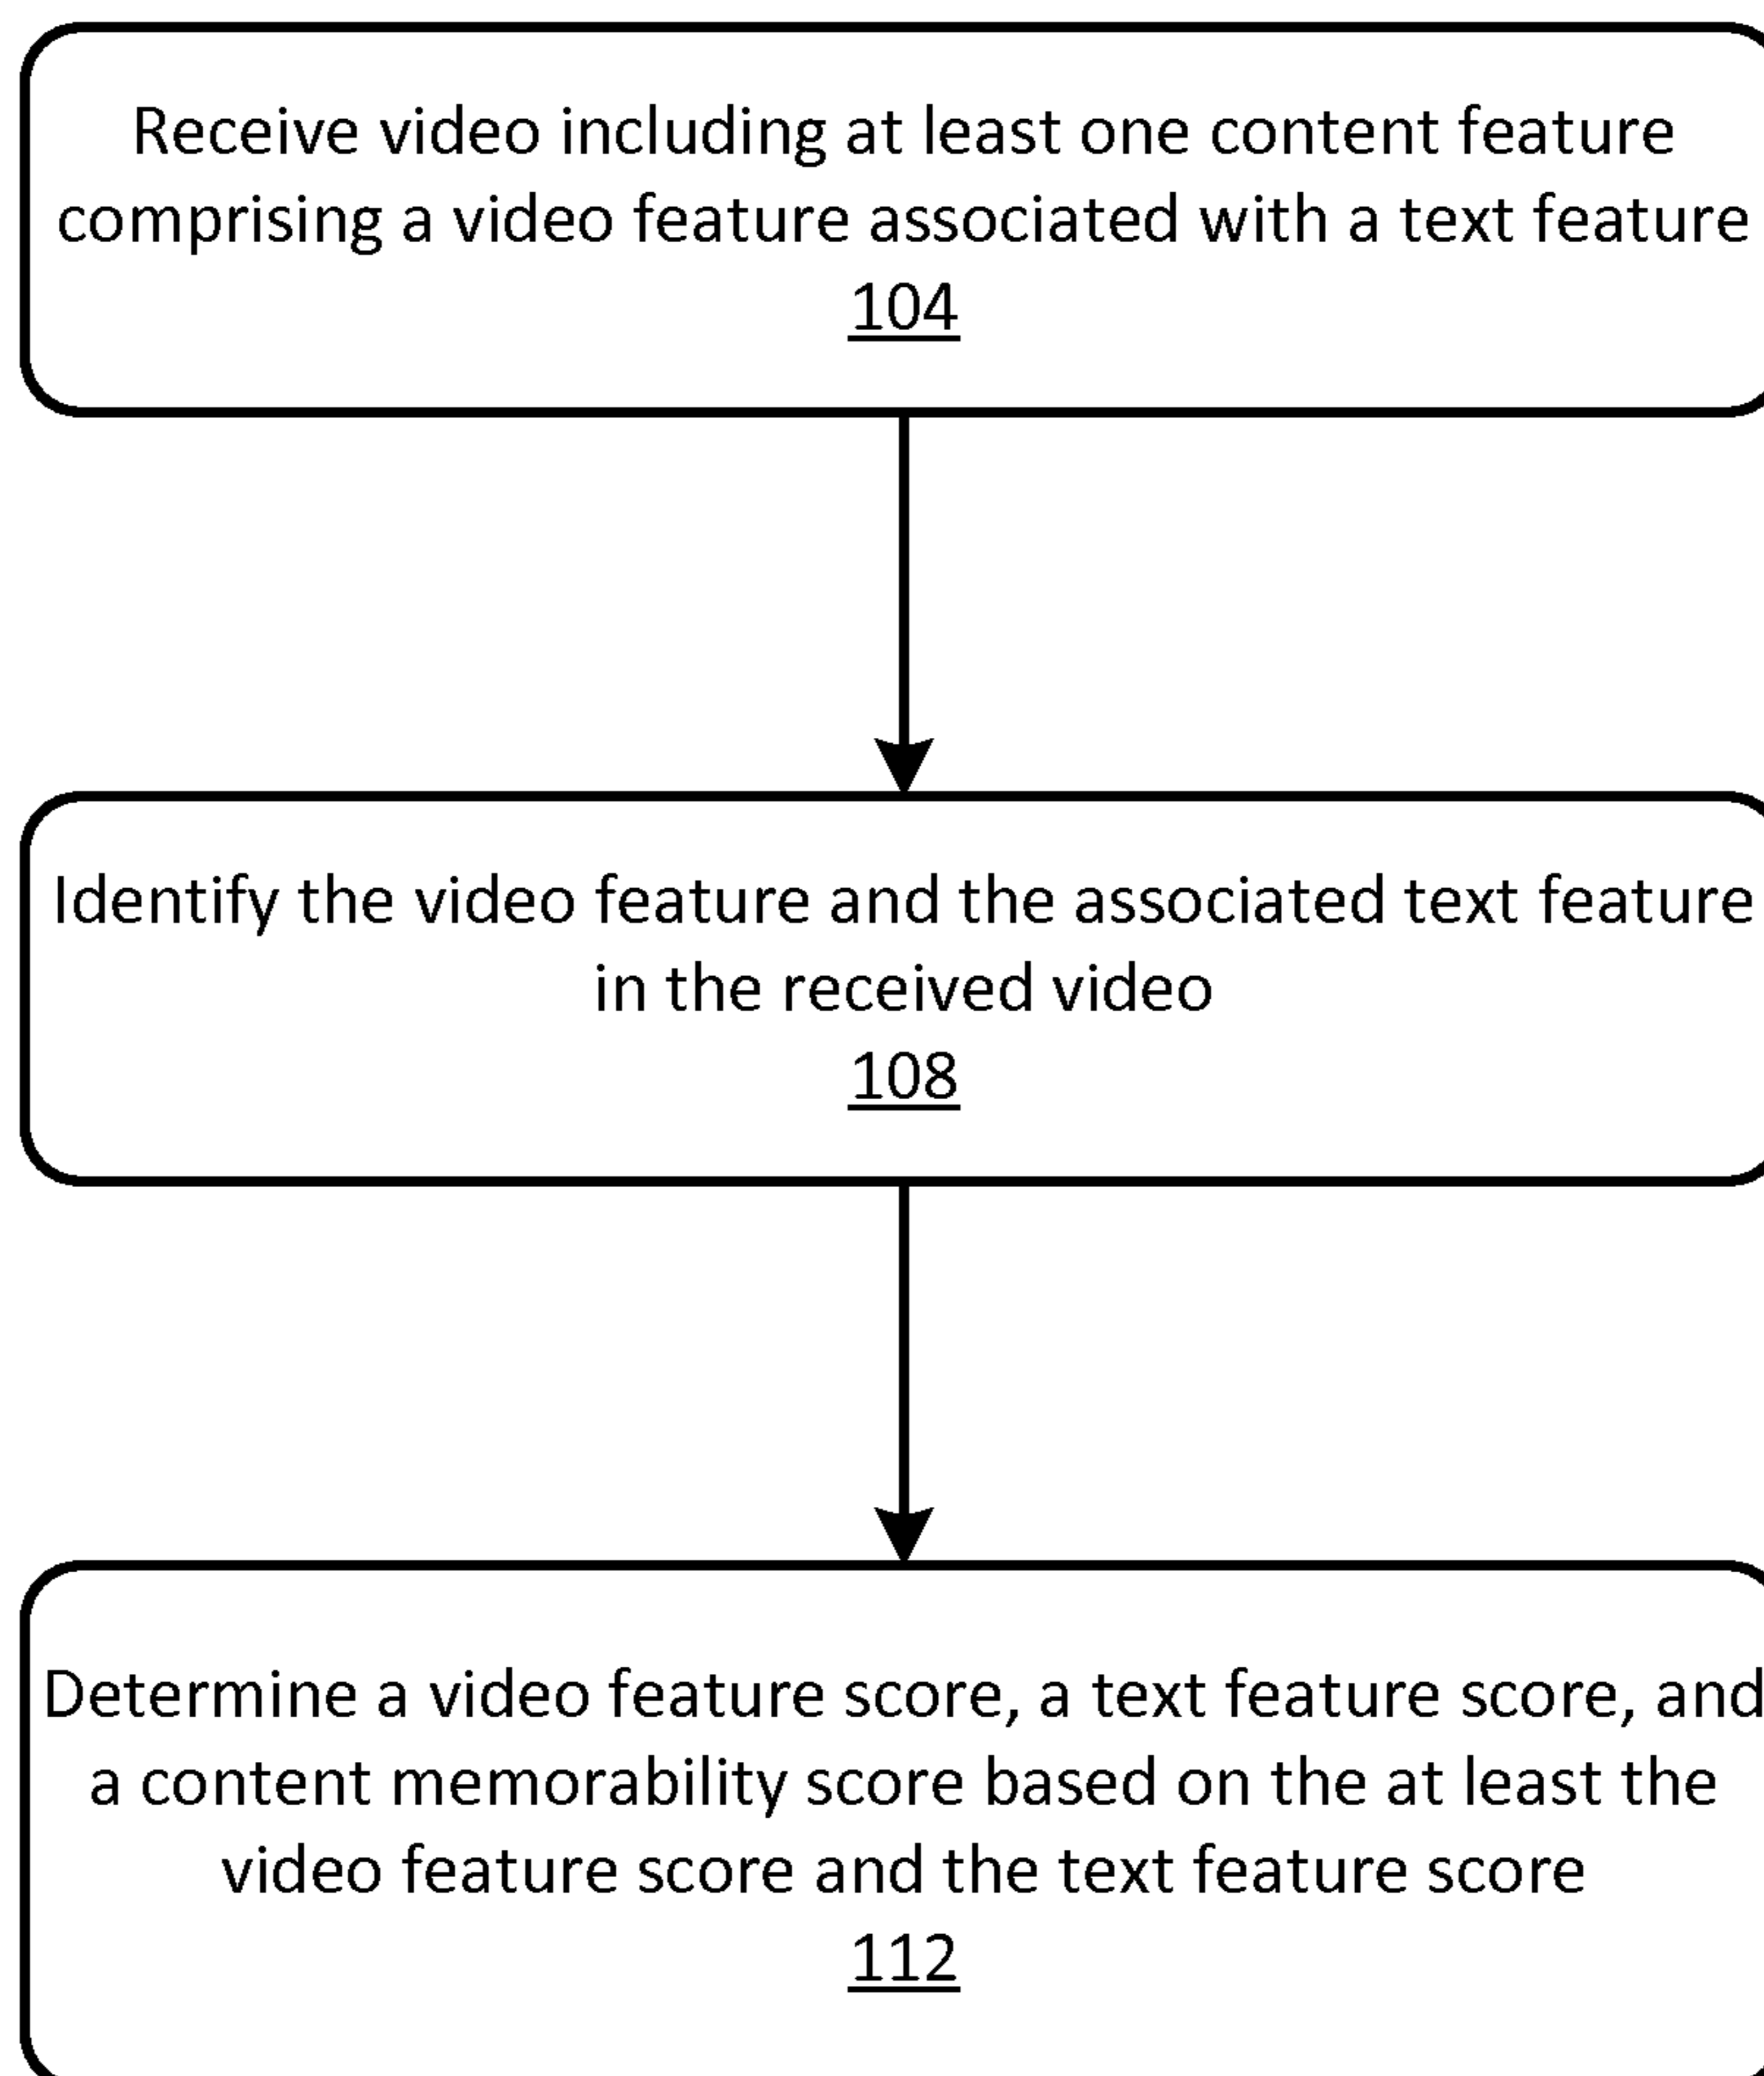 Receive video including at least one content feature
comprising a video feature associated with a text feature
104
Identify the video feature and the associated text feature
in the received video
108
Determine a video feature score, a text feature score, and
a content memorability score based on the at least the
video feature score and the text feature score
112